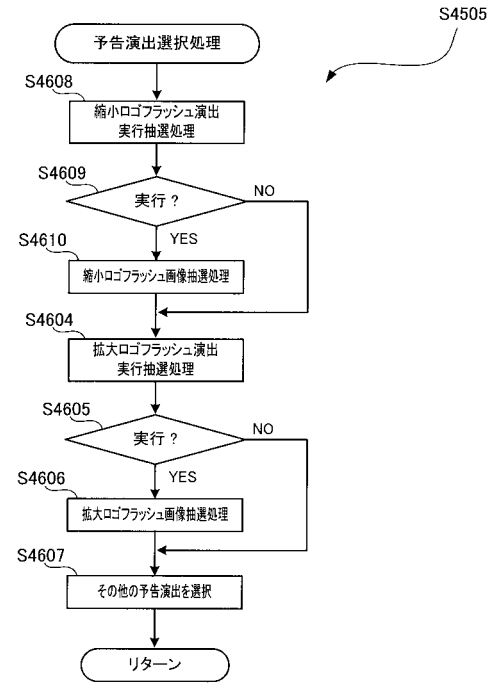 S4505
予告演出選択処理
S4608
縮小ロゴフラッシュ演出
実行抽選処理
S4609
実行？
NO
YES
S4610
縮小ロゴフラッシュ画像抽選処理
S4604
拡大ロゴフラッシュ演出
実行抽選処理
S4605
実行？
NO
YES
S4606
拡大ロゴフラッシュ画像抽選処理
S4607
その他の予告演出を選択
リターン